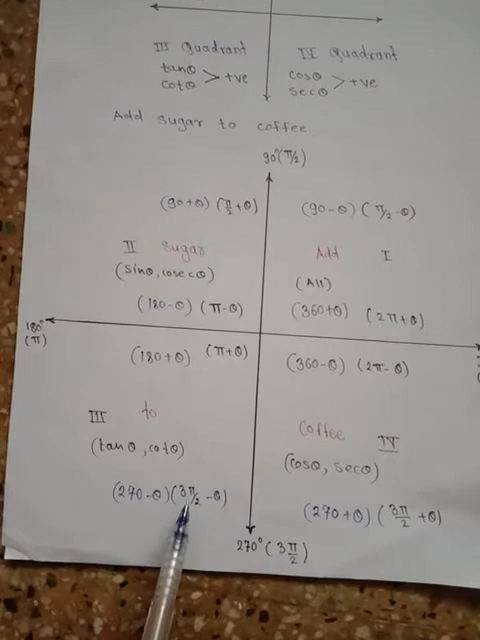 III Quadrant
tanθ
cotθ > +ve
IV Quadrant
cosθ
secθ > +ve
Add sugar to coffee
90° (π/2)
(90+θ) (π/2 + θ)
(90-θ) (π/2 - θ)
II Sugar
(sinθ, cosecθ)
(180-θ) (π-θ)
Add I
(All)
(360+θ) (2π+θ)
180°
(π)
(180+θ) (π+θ)
(360-θ) (2π-θ)
III to
(tanθ, cotθ)
(270-θ) (3π/2 - θ)
Coffee IV
(cosθ, secθ)
(270+θ) (3π/2 + θ)
270° (3π/2)